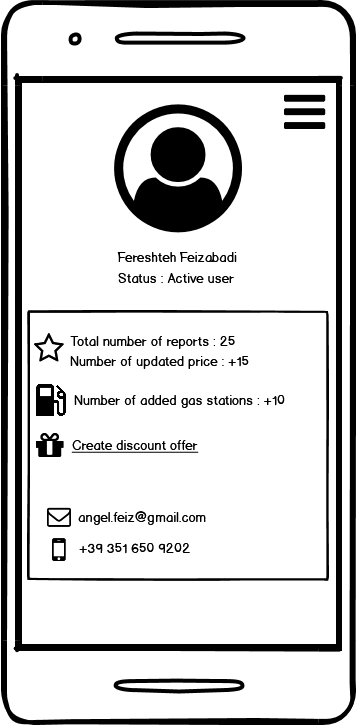 Fereshteh Feizabadi
Status : Active user
Total number of reports : 25
Number of updated price : +15
Number of added gas stations : +10
Create discount offer
angel.feiz@gmail.com
+39 351 650 9202